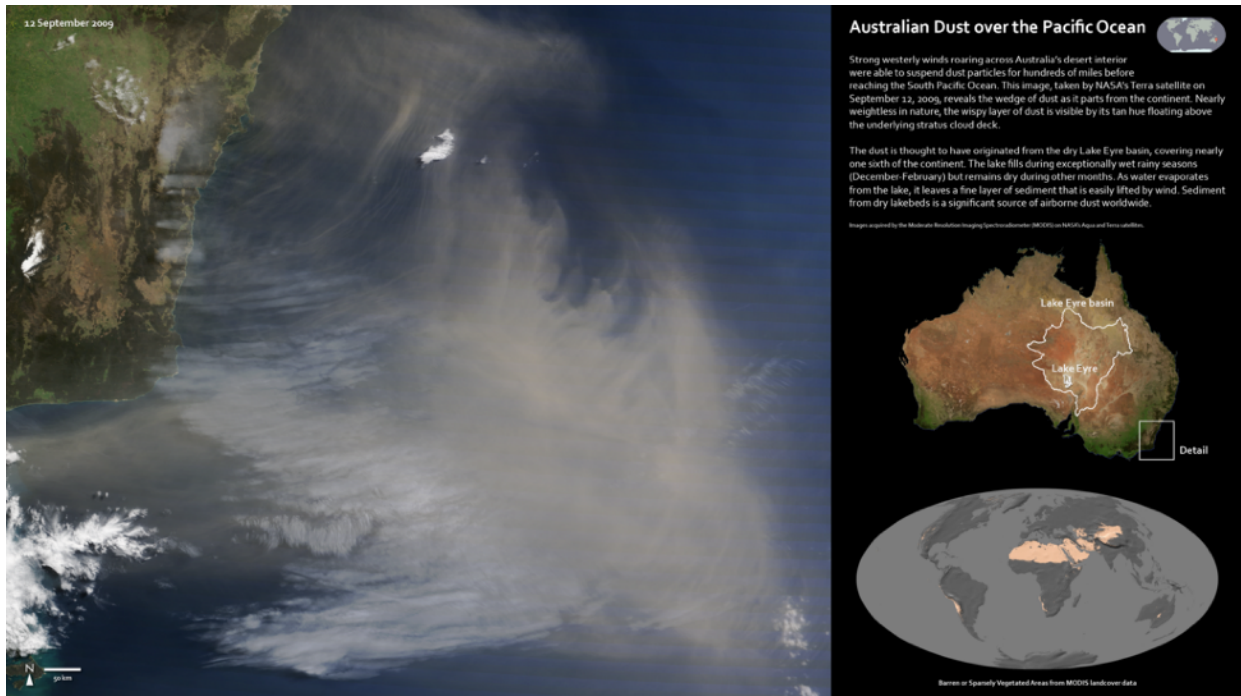 12 September 2009
Australian Dust over the Pacific Ocean
Strong westerly winds roaring across Australia's desert interior
were able to suspend dust particles for hundreds of miles before
reaching the South Pacific Ocean. This image, taken by NASA's Terra satellite on
September 12, 2009, reveals the wedge of dust as it parts from the continent. Nearly
weightless in nature, the wispy layer of dust is visible by its tan hue floating above
the underlying stratus cloud deck.
The dust is thought to have originated from the dry Lake Eyre basin, covering nearly
one sixth of the continent. The lake fills during exceptionally wet rainy seasons
(December-February) but remains dry during other months. As water evaporates
from the lake, it leaves a fine layer of sediment that is easily lifted by wind. Sediment
from dry lakebeds is a significant source of airborne dust worldwide.
Images acquired by the Moderate Resolution Imaging Spectroradiometer (MODIS) on NASA's Aqua and Terra satellites.
Lake Eyre basin
Lake Eyre
Detail
N
50 km
Barren or Sparsely Vegetated Areas from MODIS landcover data